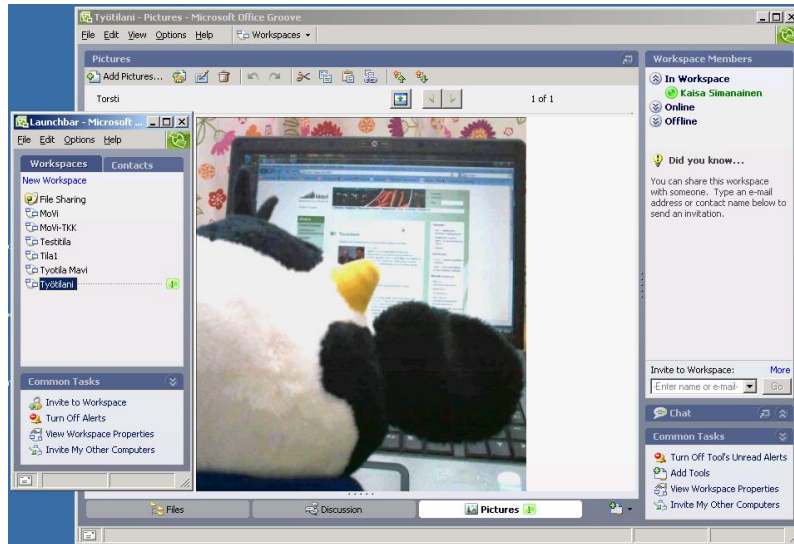 Työtilani - Pictures - Microsoft Office Groove
File Edit View Options Help Workspaces
Pictures
Add Pictures...
Torsti
1 of 1
Launchbar - Microsoft ...
File Edit Options Help
Workspaces Contacts
New Workspace
File Sharing
MoVi
MoVi-TKK
Testitila
Tila1
Tyotila Mavi
Työtilani
Common Tasks
Invite to Workspace
Turn Off Alerts
View Workspace Properties
Invite My Other Computers
Files Discussion Pictures
Workspace Members
In Workspace
Kaisa Simanainen
Online
Offline
Did you know...
You can share this workspace
with someone. Type an e-mail
address or contact name below to
send an invitation.
Invite to Workspace: More
-Enter name or e-mail- Go
Chat
Common Tasks
Turn Off Tool's Unread Alerts
Add Tools
View Workspace Properties
Invite My Other Computers